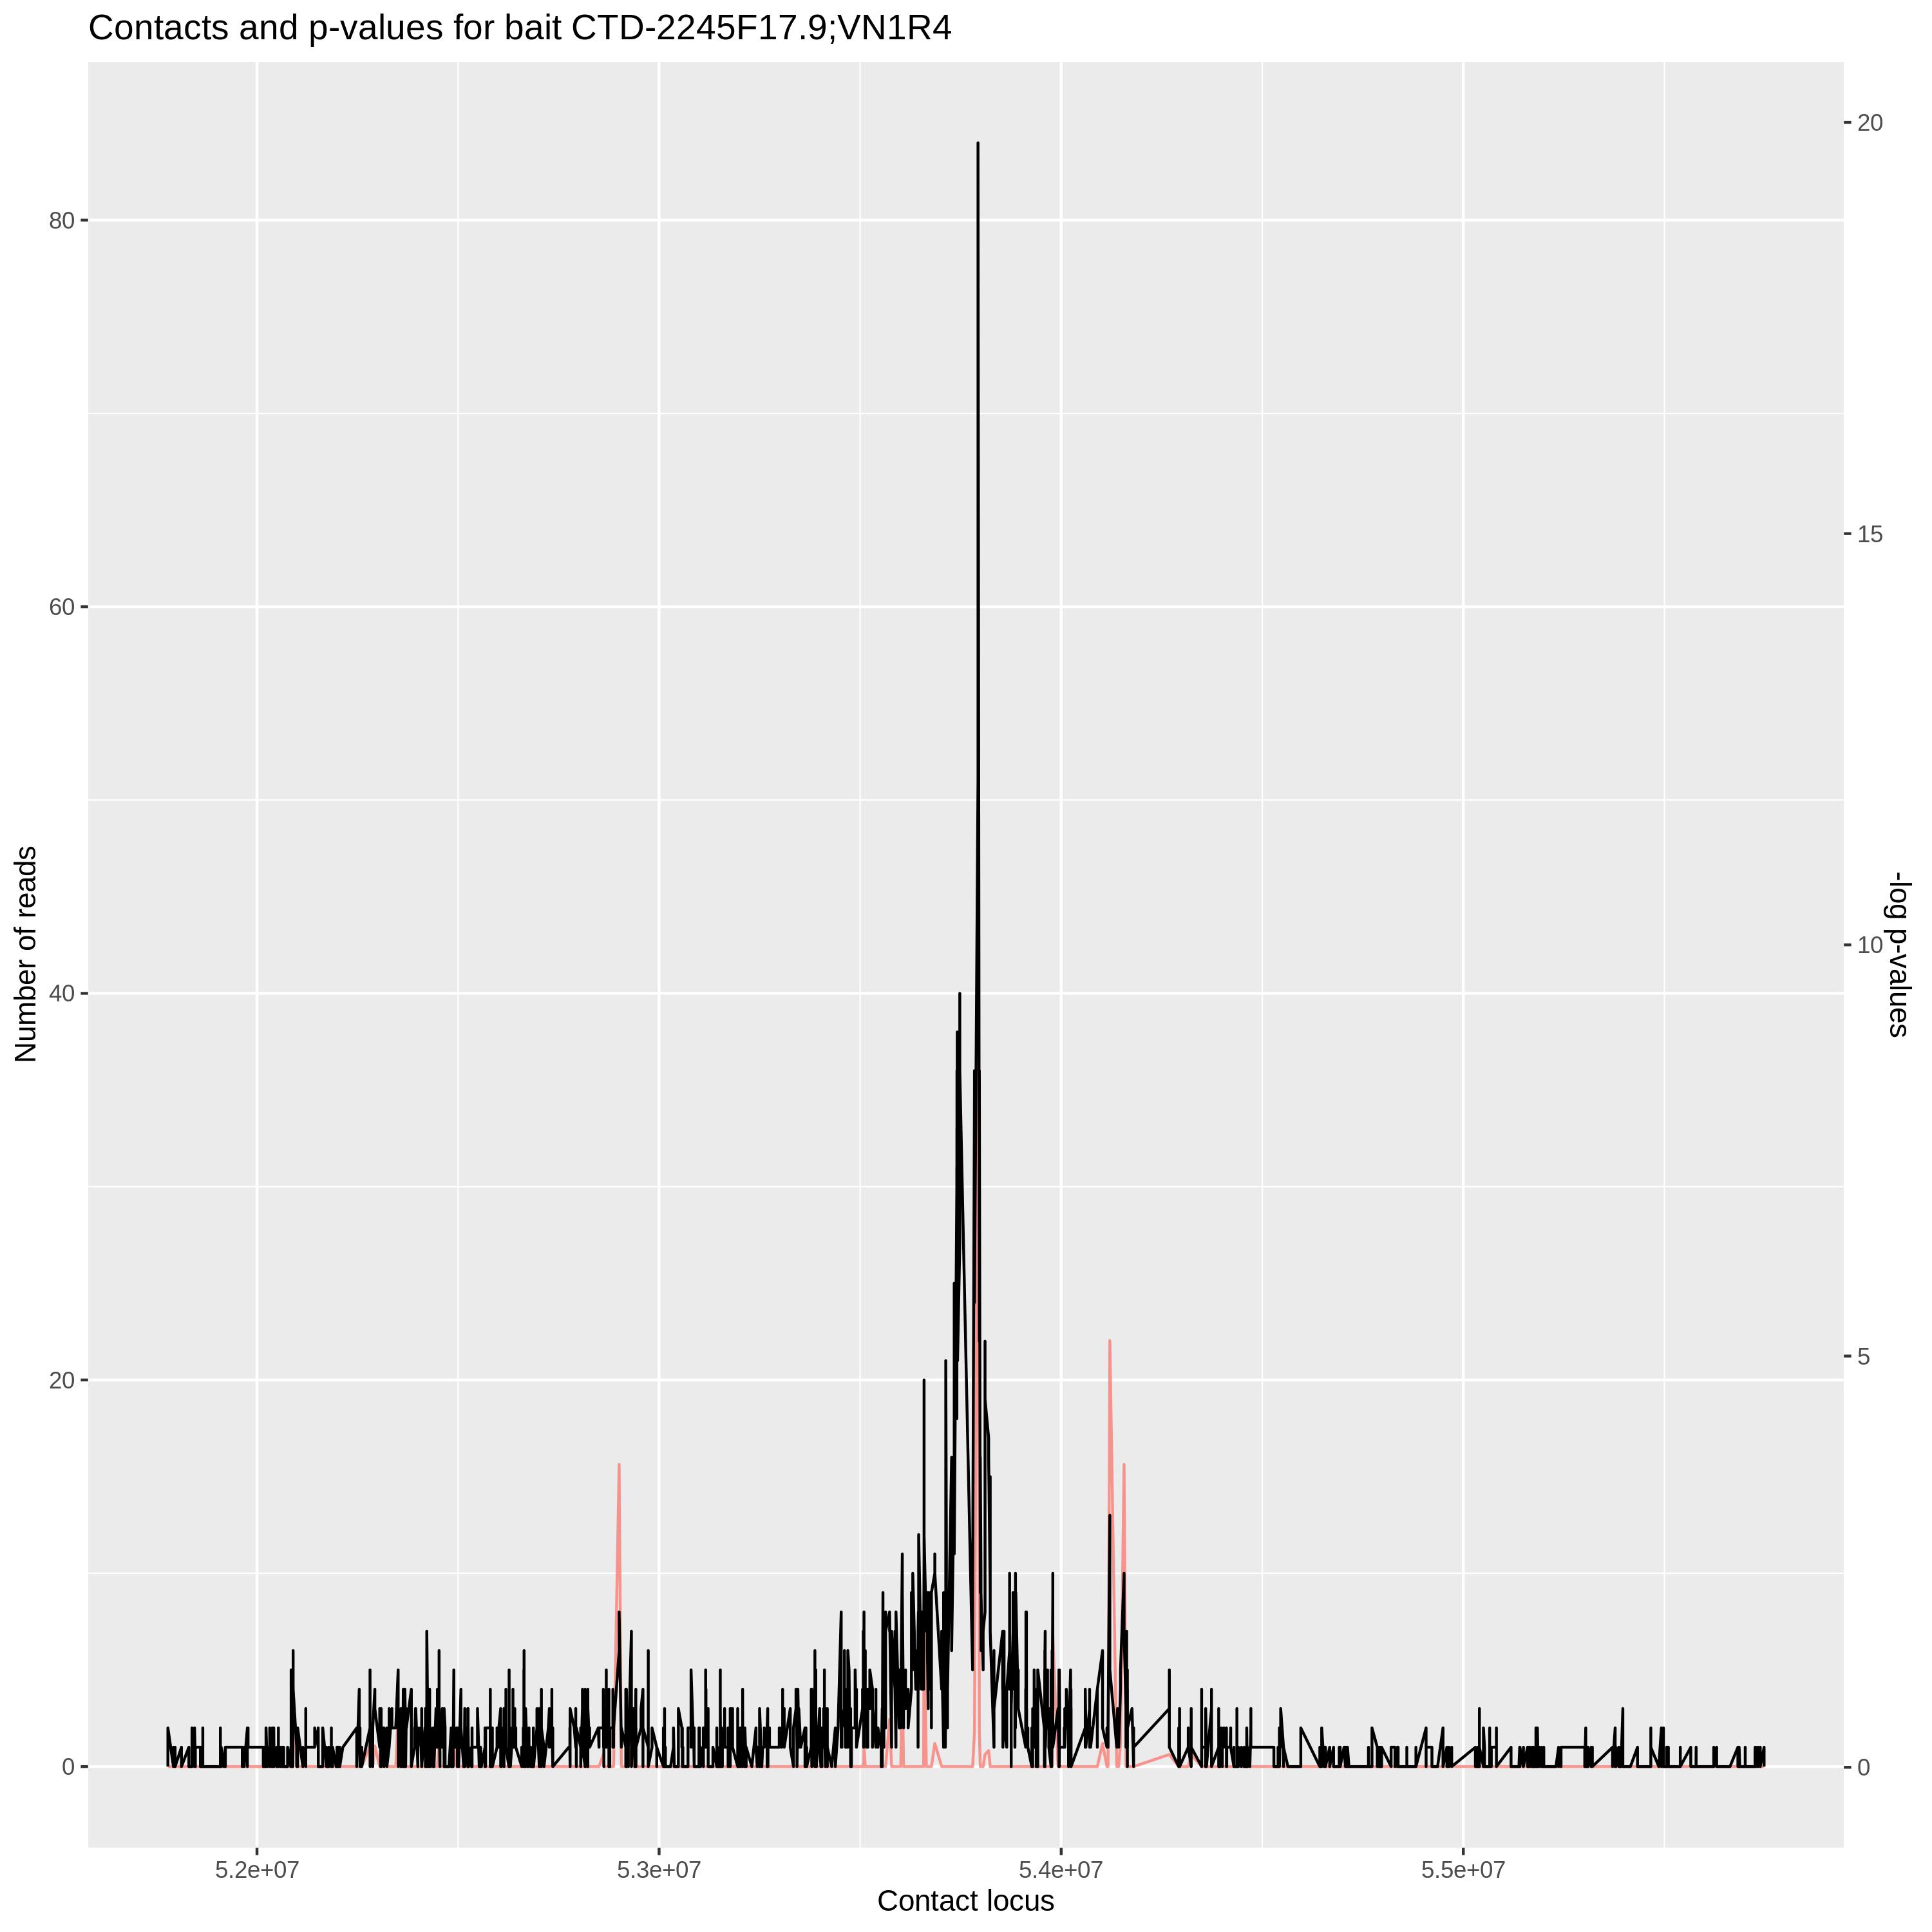 Contacts and p-values for bait CTD-2245F17.9;VN1R4
Number of reads
80
60
40
20
0
20
15
10
5
0
-log p-values
5.2e+07
5.3e+07
5.4e+07
5.5e+07
Contact locus